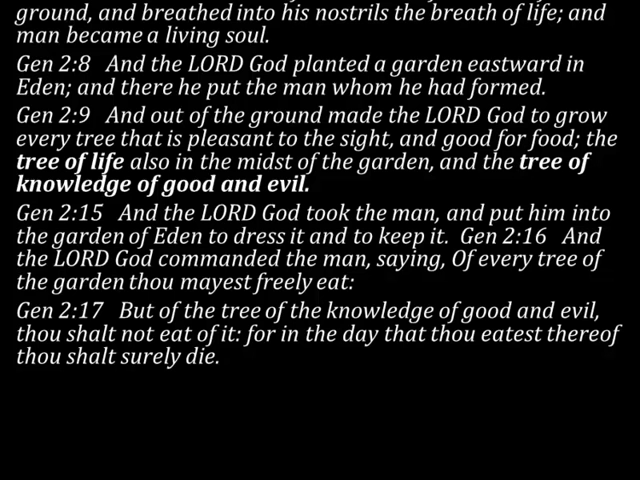 ground, and breathed into his nostrils the breath of life; and
man became a living soul.
Gen 2:8 And the LORD God planted a garden eastward in
Eden; and there he put the man whom he had formed.
Gen 2:9 And out of the ground made the LORD God to grow
every tree that is pleasant to the sight, and good for food; the
tree of life also in the midst of the garden, and the tree of
knowledge of good and evil.
Gen 2:15 And the LORD God took the man, and put him into
the garden of Eden to dress it and to keep it. Gen 2:16 And
the LORD God commanded the man, saying, Of every tree of
the garden thou mayest freely eat:
Gen 2:17 But of the tree of the knowledge of good and evil,
thou shalt not eat of it: for in the day that thou eatest thereof
thou shalt surely die.